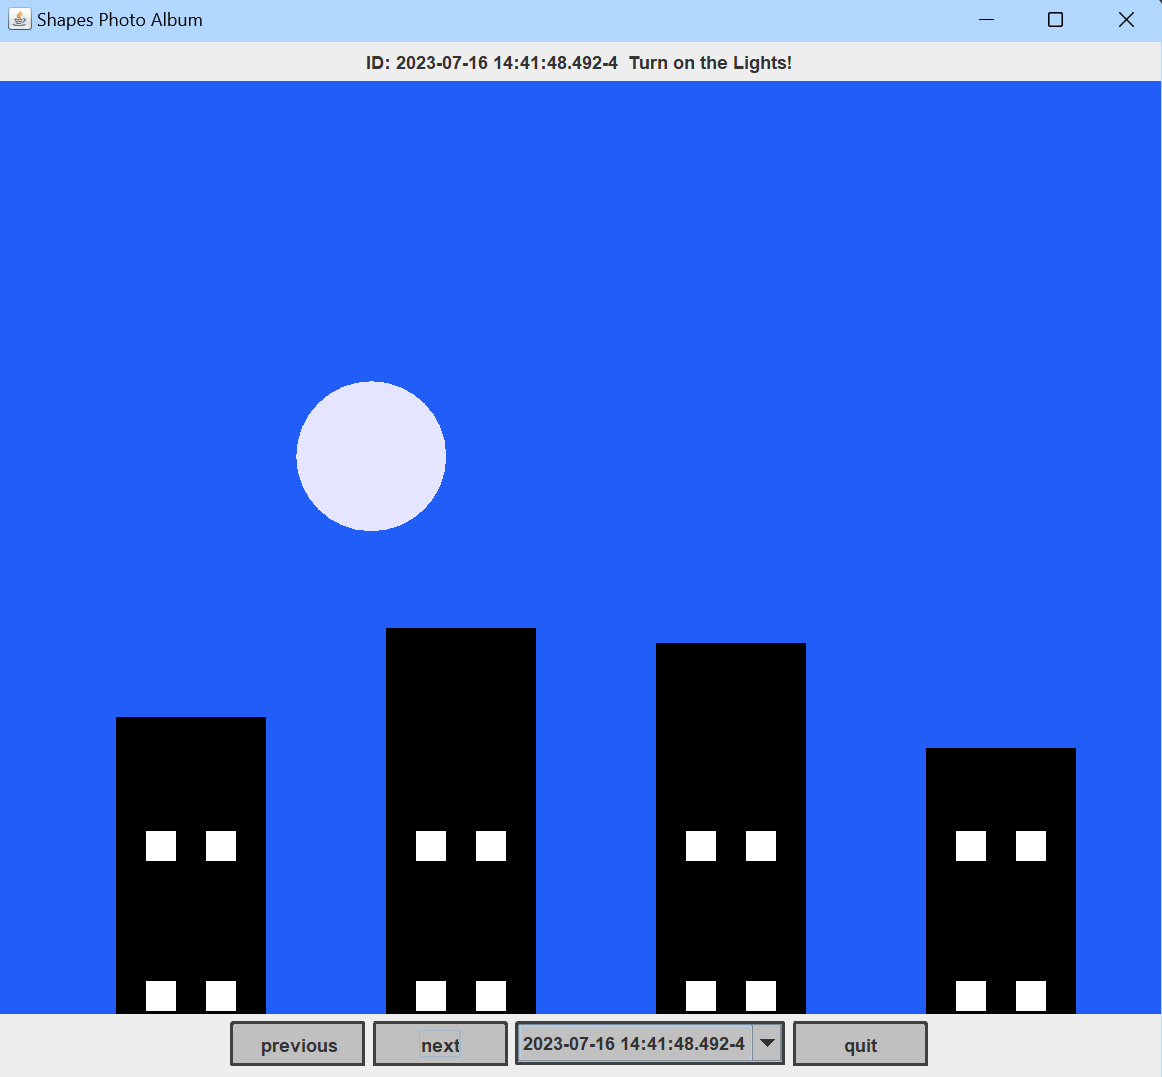 Shapes Photo Album
ID: 2023-07-16 14:41:48.492-4  Turn on the Lights!
previous
next
2023-07-16 14:41:48.492-4
quit